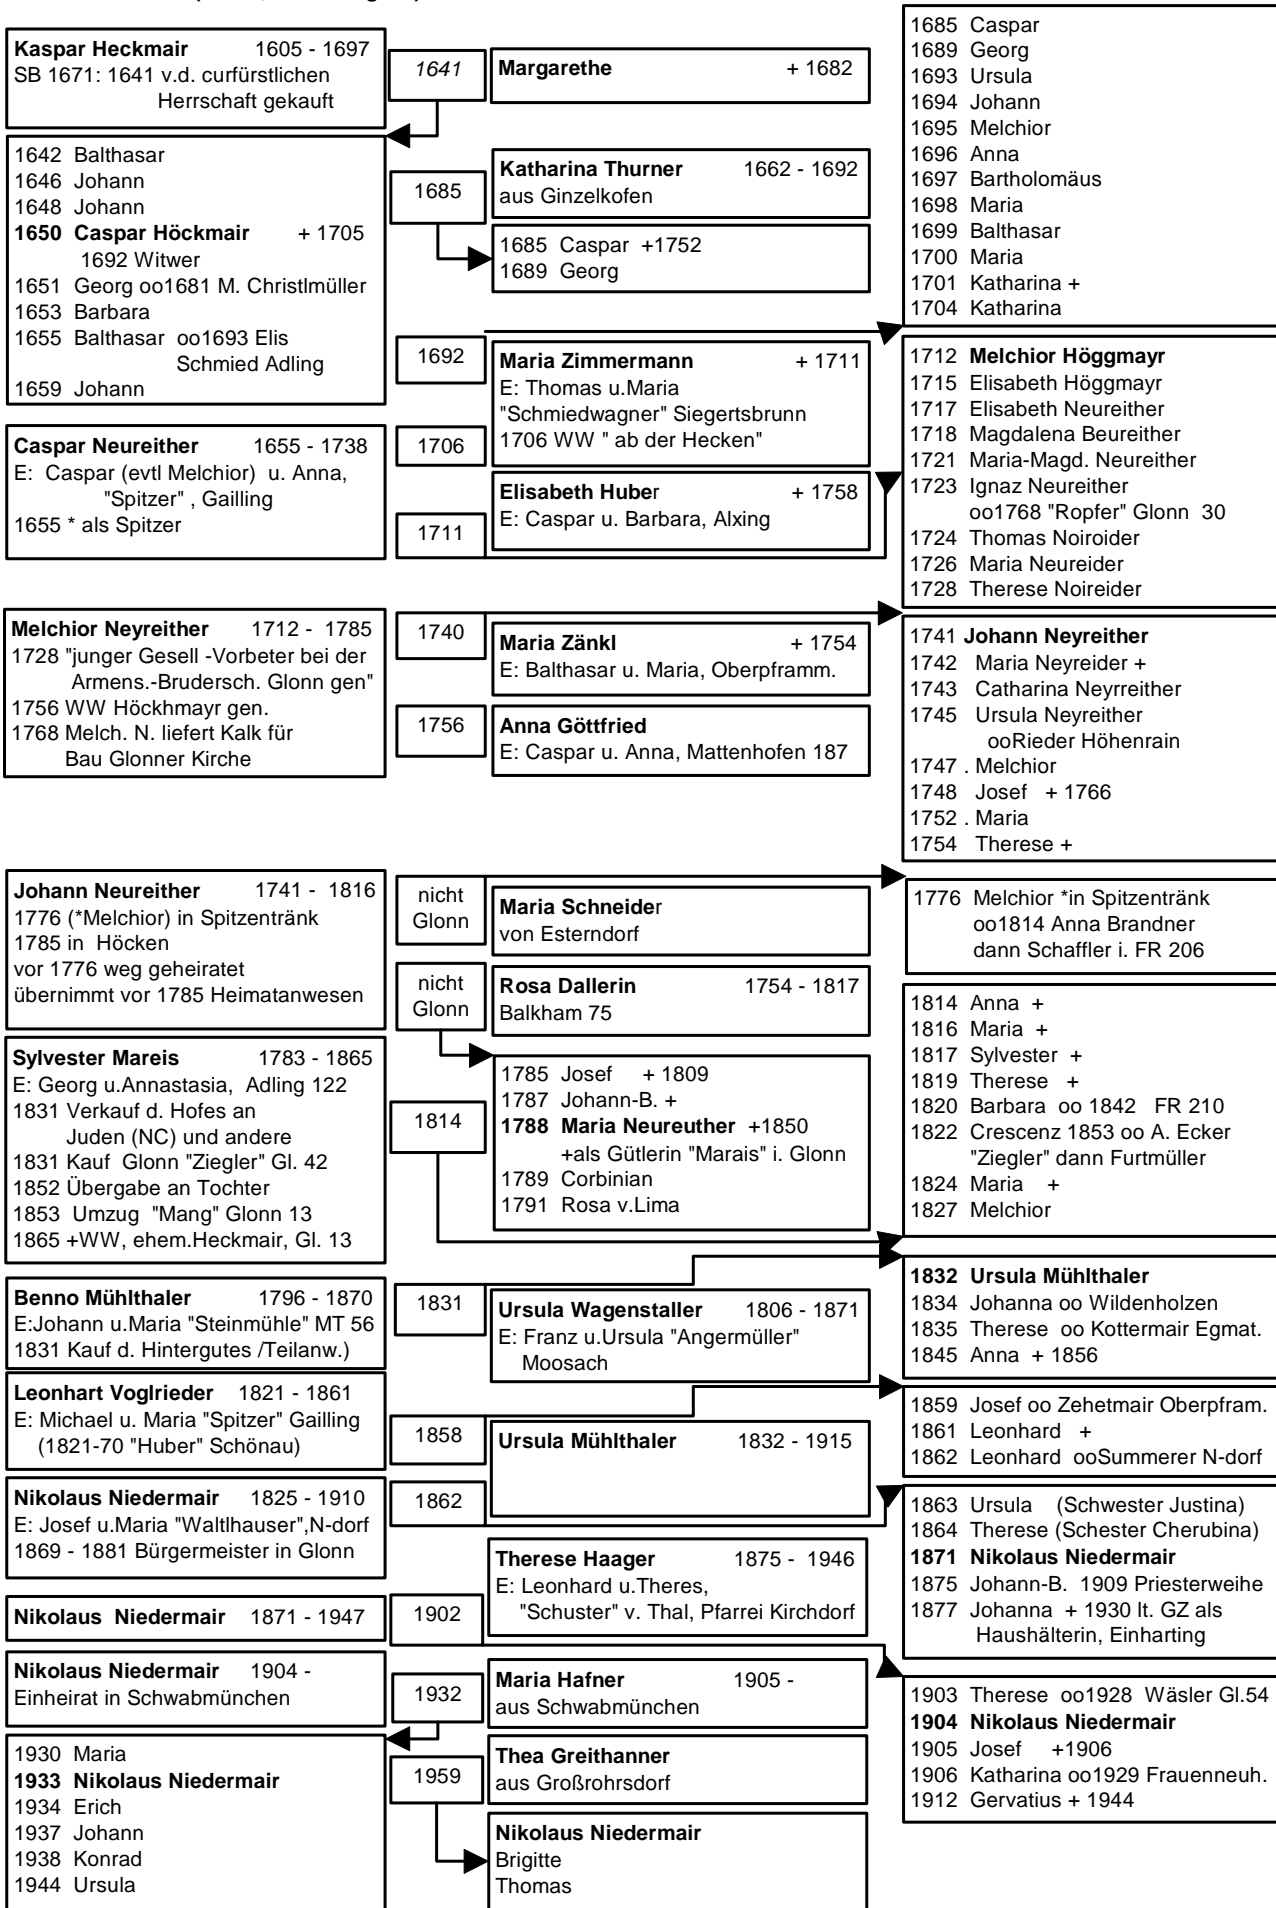 Kaspar Heckmair 1605 - 1697
SB 1671: 1641 v.d. curfürstlichen
Herrschaft gekauft
1641
Margarethe + 1682
1685 Caspar
1689 Georg
1693 Ursula
1694 Johann
1695 Melchior
1696 Anna
1697 Bartholomäus
1698 Maria
1699 Balthasar
1700 Maria
1701 Katharina +
1704 Katharina
1642 Balthasar
1646 Johann
1648 Johann
1650 Caspar Höckmair + 1705
1692 Witwer
1651 Georg oo1681 M. Christlmüller
1653 Barbara
1655 Balthasar oo1693 Elis
Schmied Adling
1659 Johann
1685
Katharina Thurner 1662 - 1692
aus Ginzelkofen
1685 Caspar +1752
1689 Georg
1692
Maria Zimmermann + 1711
E: Thomas u.Maria
"Schmiedwagner" Siegertsbrunn
1706 WW " ab der Hecken"
1712 Melchior Höggmayr
1715 Elisabeth Höggmayr
1717 Elisabeth Neureither
1718 Magdalena Beureither
1721 Maria-Magd. Neureither
1723 Ignaz Neureither
oo1768 "Ropfer" Glonn 30
1724 Thomas Noiroider
1726 Maria Neureider
1728 Therese Noireider
Caspar Neureither 1655 - 1738
E: Caspar (evtl Melchior) u. Anna,
"Spitzer" , Gailling
1655 * als Spitzer
1706
1711
Elisabeth Huber + 1758
E: Caspar u. Barbara, Alxing
Melchior Neyreither 1712 - 1785
1728 "junger Gesell -Vorbeter bei der
Armens.-Brudersch. Glonn gen"
1756 WW Höckhmayr gen.
1768 Melch. N. liefert Kalk für
Bau Glonner Kirche
1740
Maria Zänkl + 1754
E: Balthasar u. Maria, Oberpframm.
1756
Anna Göttfried
E: Caspar u. Anna, Mattenhofen 187
1741 Johann Neyreither
1742 Maria Neyreider +
1743 Catharina Neyrreither
1745 Ursula Neyreither
ooRieder Höhenrain
1747 . Melchior
1748 Josef + 1766
1752 . Maria
1754 Therese +
Johann Neureither 1741 - 1816
1776 (*Melchior) in Spitzentränk
1785 in Höcken
vor 1776 weg geheiratet
übernimmt vor 1785 Heimatanwesen
nicht
Glonn
Maria Schneider
von Esterndorf
1776 Melchior *in Spitzentränk
oo1814 Anna Brandner
dann Schaffler i. FR 206
nicht
Glonn
Rosa Dallerin 1754 - 1817
Balkham 75
1785 Josef + 1809
1787 Johann-B. +
1788 Maria Neureuther +1850
+als Gütlerin "Marais" i. Glonn
1789 Corbinian
1791 Rosa v.Lima
Sylvester Mareis 1783 - 1865
E: Georg u.Annastasia, Adling 122
1831 Verkauf d. Hofes an
Juden (NC) und andere
1831 Kauf Glonn "Ziegler" Gl. 42
1852 Übergabe an Tochter
1853 Umzug "Mang" Glonn 13
1865 +WW, ehem.Heckmair, Gl. 13
1814
1814 Anna +
1816 Maria +
1817 Sylvester +
1819 Therese +
1820 Barbara oo 1842 FR 210
1822 Crescenz 1853 oo A. Ecker
"Ziegler" dann Furtmüller
1824 Maria +
1827 Melchior
Benno Mühlthaler 1796 - 1870
E:Johann u.Maria "Steinmühle" MT 56
1831 Kauf d. Hintergutes /Teilanw.)
1831
Ursula Wagenstaller 1806 - 1871
E: Franz u.Ursula "Angermüller"
Moosach
1832 Ursula Mühlthaler
1834 Johanna oo Wildenholzen
1835 Therese oo Kottermair Egmat.
1845 Anna + 1856
Leonhart Voglrieder 1821 - 1861
E: Michael u. Maria "Spitzer" Gailling
(1821-70 "Huber" Schönau)
1858
Ursula Mühlthaler 1832 - 1915
1859 Josef oo Zehetmair Oberpfram.
1861 Leonhard +
1862 Leonhard ooSummerer N-dorf
Nikolaus Niedermair 1825 - 1910
E: Josef u.Maria "Waltlhauser",N-dorf
1869 - 1881 Bürgermeister in Glonn
1862
1863 Ursula (Schwester Justina)
1864 Therese (Schester Cherubina)
1871 Nikolaus Niedermair
1875 Johann-B. 1909 Priesterweihe
1877 Johanna + 1930 lt. GZ als
Haushälterin, Einharting
Nikolaus Niedermair 1871 - 1947
1902
Therese Haager 1875 - 1946
E: Leonhard u.Theres,
"Schuster" v. Thal, Pfarrei Kirchdorf
1903 Therese oo1928 Wäsler Gl.54
1904 Nikolaus Niedermair
1905 Josef +1906
1906 Katharina oo1929 Frauenneuh.
1912 Gervatius + 1944
Nikolaus Niedermair 1904 -
Einheirat in Schwabmünchen
1932
Maria Hafner 1905 -
aus Schwabmünchen
1930 Maria
1933 Nikolaus Niedermair
1934 Erich
1937 Johann
1938 Konrad
1944 Ursula
1959
Thea Greithanner
aus Großrohrsdorf
Nikolaus Niedermair
Brigitte
Thomas